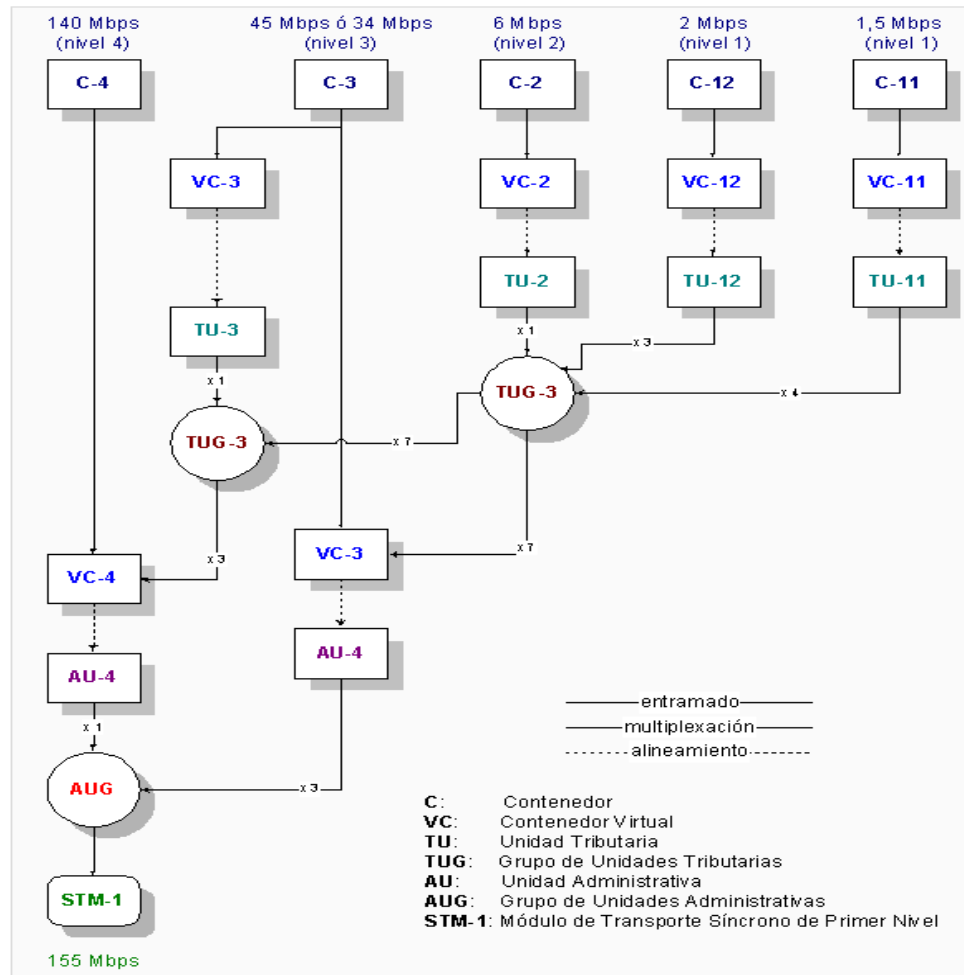 140 Mbps
(nivel 4)
45 Mbps ó 34 Mbps
(nivel 3)
6 Mbps
(nivel 2)
2 Mbps
(nivel 1)
1,5 Mbps
(nivel 1)
C-4
C-3
C-2
C-12
C-11
VC-3
VC-2
VC-12
VC-11
TU-2
TU-12
TU-11
TU-3
x 1
x 3
x 1
TUG-3
x 4
TUG-3
x 7
VC-3
x 7
x 3
VC-4
AU-4
AU-4
x 1
entramado
multiplexación
alineamiento
AUG
x 3
C: Contenedor
VC: Contenedor Virtual
TU: Unidad Tributaria
TUG: Grupo de Unidades Tributarias
AU: Unidad Administrativa
AUG: Grupo de Unidades Administrativas
STM-1: Módulo de Transporte Síncrono de Primer Nivel
STM-1
155 Mbps